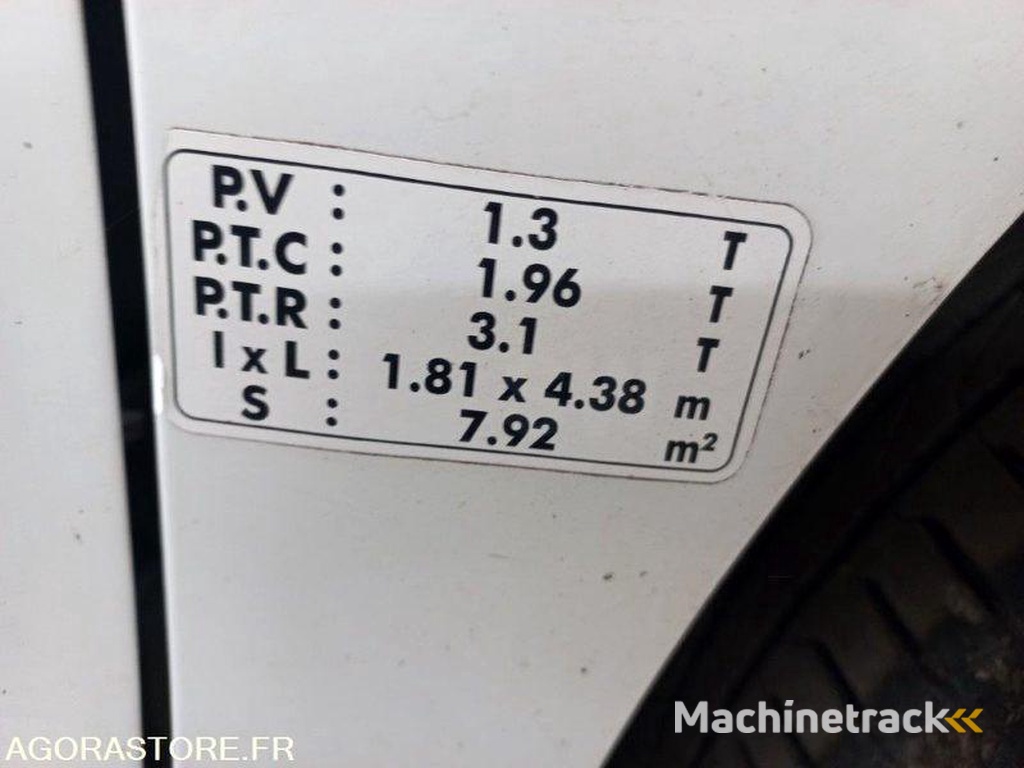 P.V : 1.3 T
P.T.C : 1.96 T
P.T.R : 3.1 T
l x L : 1.81 x 4.38 m
S : 7.92 m²
Machinetrack
AGORASTORE.FR